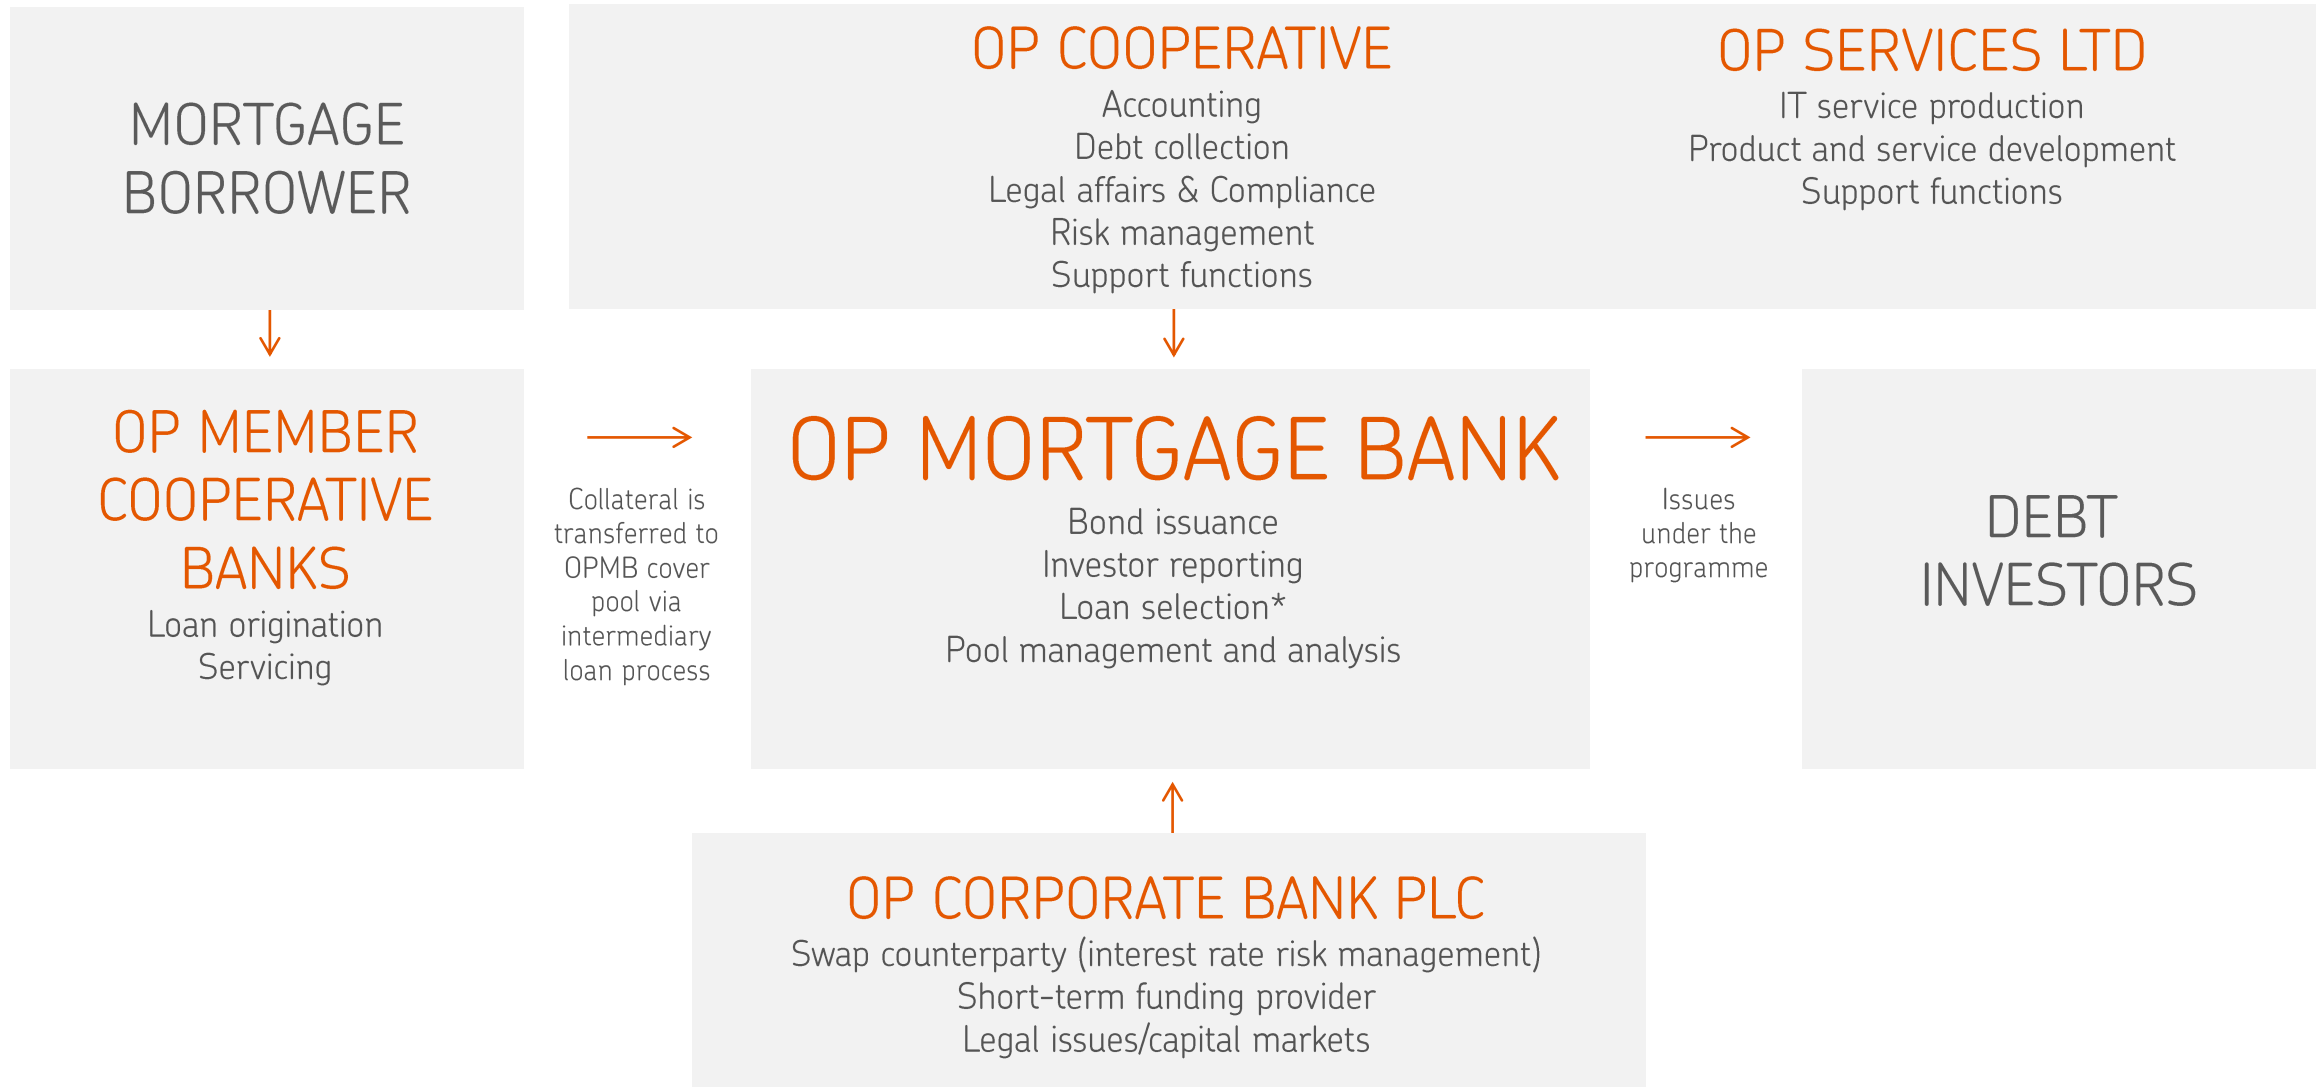 MORTGAGE
BORROWER
OP COOPERATIVE
Accounting
Debt collection
Legal affairs & Compliance
Risk management
Support functions
OP SERVICES LTD
IT service production
Product and service development
Support functions
OP MEMBER
COOPERATIVE
BANKS
Loan origination
Servicing
Collateral is
transferred to
OPMB cover
pool via
intermediary
loan process
OP MORTGAGE BANK
Bond issuance
Investor reporting
Loan selection*
Pool management and analysis
Issues
under the
programme
DEBT
INVESTORS
OP CORPORATE BANK PLC
Swap counterparty (interest rate risk management)
Short-term funding provider
Legal issues/capital markets